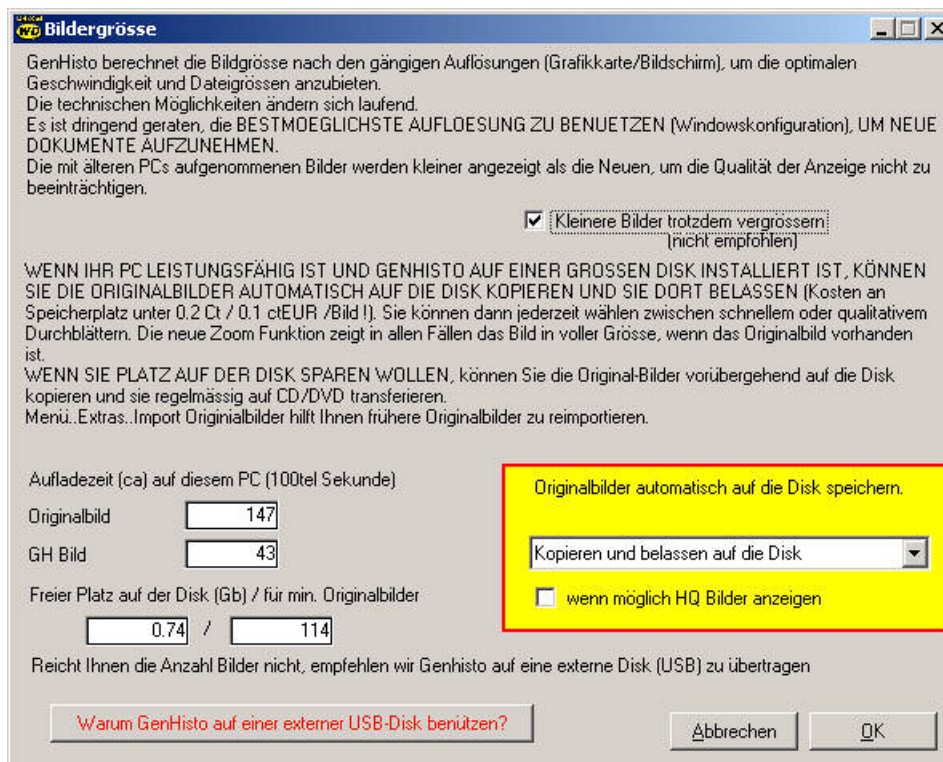 Bildergrösse
GenHisto berechnet die Bildgrösse nach den gängigen Auflösungen (Grafikkarte/Bildschirm), um die optimalen
Geschwindigkeit und Dateigrössen anzubieten.
Die technischen Möglichkeiten ändern sich laufend.
Es ist dringend geraten, die BESTMOEGLICHSTE AUFLOESUNG ZU BENUETZEN (Windowskonfiguration), UM NEUE
DOKUMENTE AUFZUNEHMEN.
Die mit älteren PCs aufgenommenen Bilder werden kleiner angezeigt als die Neuen, um die Qualität der Anzeige nicht zu
beeinträchtigen.
Kleinere Bilder trotzdem vergrössern
(nicht empfohlen)
WENN IHR PC LEISTUNGSFÄHIG IST UND GENHISTO AUF EINER GROSSEN DISK INSTALLIERT IST, KÖNNEN
SIE DIE ORIGINALBILDER AUTOMATISCH AUF DIE DISK KOPIEREN UND SIE DORT BELASSEN (Kosten an
Speicherplatz unter 0.2 Ct / 0.1 ctEUR /Bild !). Sie können dann jederzeit wählen zwischen schnellem oder qualitativem
Durchblättern. Die neue Zoom Funktion zeigt in allen Fällen das Bild in voller Grösse, wenn das Originalbild vorhanden
ist.
WENN SIE PLATZ AUF DER DISK SPAREN WOLLEN, können Sie die Original-Bilder vorübergehend auf die Disk
kopieren und sie regelmässig auf CD/DVD transferieren.
Menü..Extras..Import Originialbilder hilft Ihnen frühere Originalbilder zu reimportieren.
Aufladezeit (ca) auf diesem PC (100tel Sekunde)
Originalbild 147
GH Bild 43
Freier Platz auf der Disk (Gb) / für min. Originalbilder
0.74 / 114
Originalbilder automatisch auf die Disk speichern.
Kopieren und belassen auf die Disk
wenn möglich HQ Bilder anzeigen
Reicht Ihnen die Anzahl Bilder nicht, empfehlen wir Genhisto auf eine externe Disk (USB) zu übertragen
Warum GenHisto auf einer externer USB-Disk benützen?
Abbrechen
OK